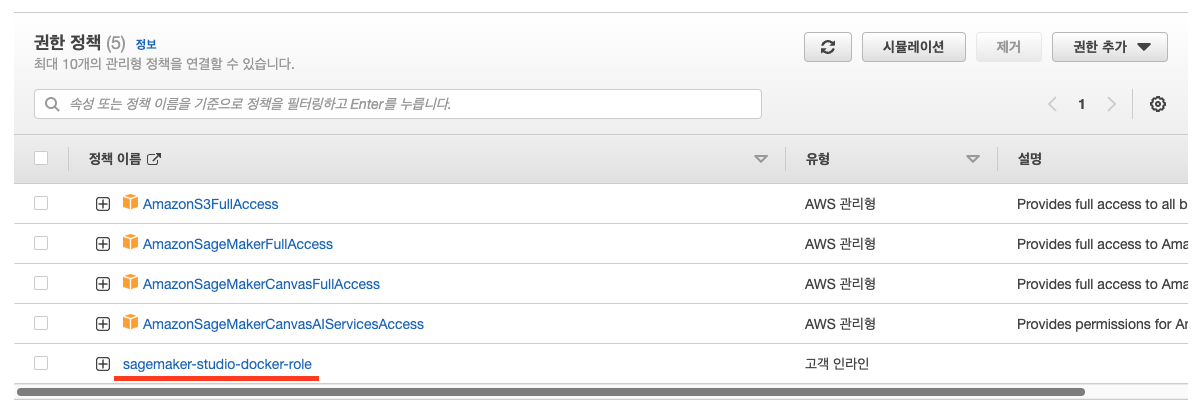 권한 정책 (5) 정보
최대 10개의 관리형 정책을 연결할 수 있습니다.
시뮬레이션
제거
권한 추가
속성 또는 정책 이름을 기준으로 정책을 필터링하고 Enter를 누릅니다.
1
정책 이름 유형 설명
AmazonS3FullAccess AWS 관리형 Provides full access to all b
AmazonSageMakerFullAccess AWS 관리형 Provides full access to Ama
AmazonSageMakerCanvasFullAccess AWS 관리형 Provides full access to Ama
AmazonSageMakerCanvasAIServicesAccess AWS 관리형 Provides permissions for Am
sagemaker-studio-docker-role 고객 인라인